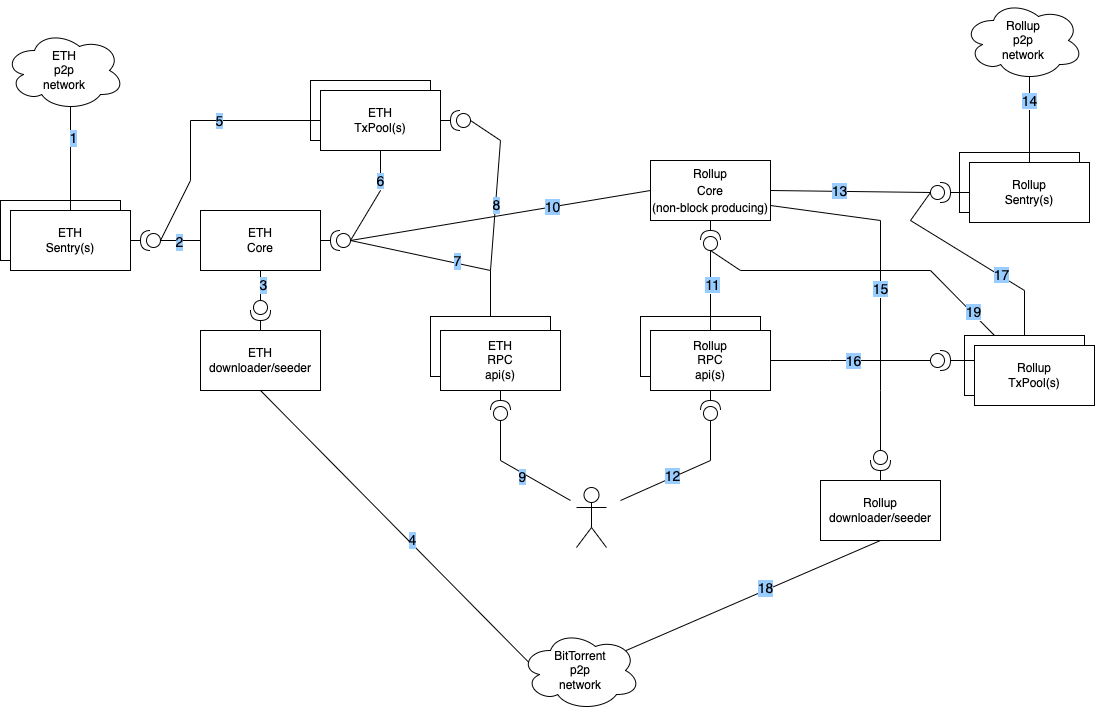 ETH
p2p
network
Rollup
p2p
network
1
14
5
ETH
TxPool(s)
6
8
10
Rollup
Core
(non-block producing)
13
Rollup
Sentry(s)
ETH
Sentry(s)
2
ETH
Core
7
3
11
15
17
19
ETH
downloader/seeder
ETH
RPC
api(s)
Rollup
RPC
api(s)
16
Rollup
TxPool(s)
9
12
Rollup
downloader/seeder
4
18
BitTorrent
p2p
network